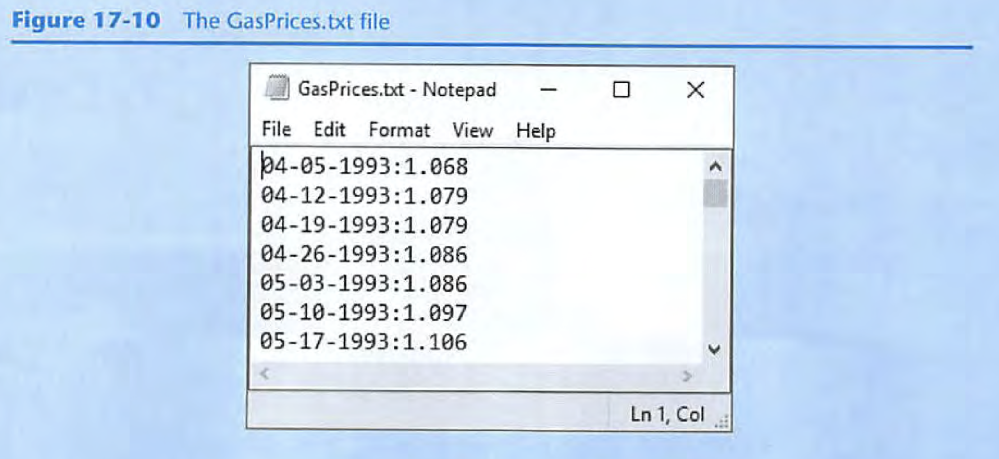 Figure 17-10 The GasPrices.txt file
GasPrices.txt - Notepad
File Edit Format View Help
04-05-1993:1.068
04-12-1993:1.079
04-19-1993:1.079
04-26-1993:1.086
05-03-1993:1.086
05-10-1993:1.097
05-17-1993:1.106
Ln 1, Col